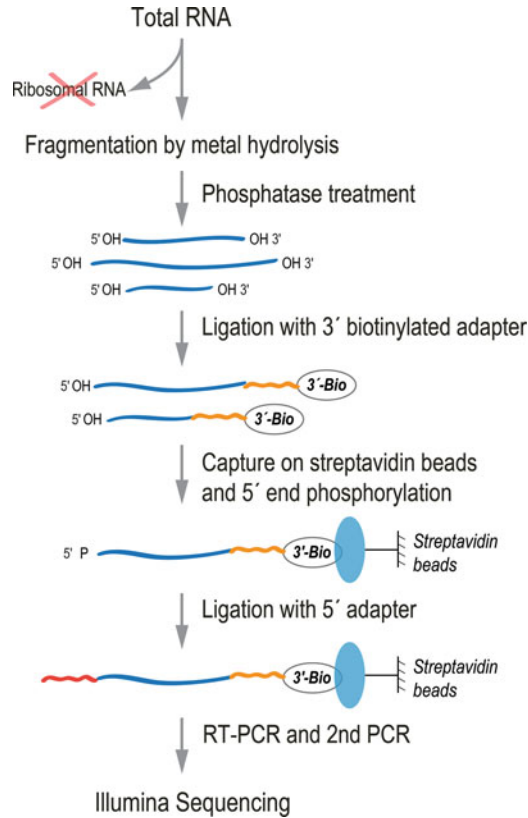 Total RNA
Ribosomal RNA
Fragmentation by metal hydrolysis
Phosphatase treatment
5' OH OH 3'
5' OH OH 3'
5' OH OH 3'
Ligation with 3´ biotinylated adapter
5' OH 3´-Bio
5' OH 3´-Bio
Capture on streptavidin beads
and 5´ end phosphorylation
5' P 3'-Bio Streptavidin
beads
Ligation with 5´ adapter
3'-Bio Streptavidin
beads
RT-PCR and 2nd PCR
Illumina Sequencing